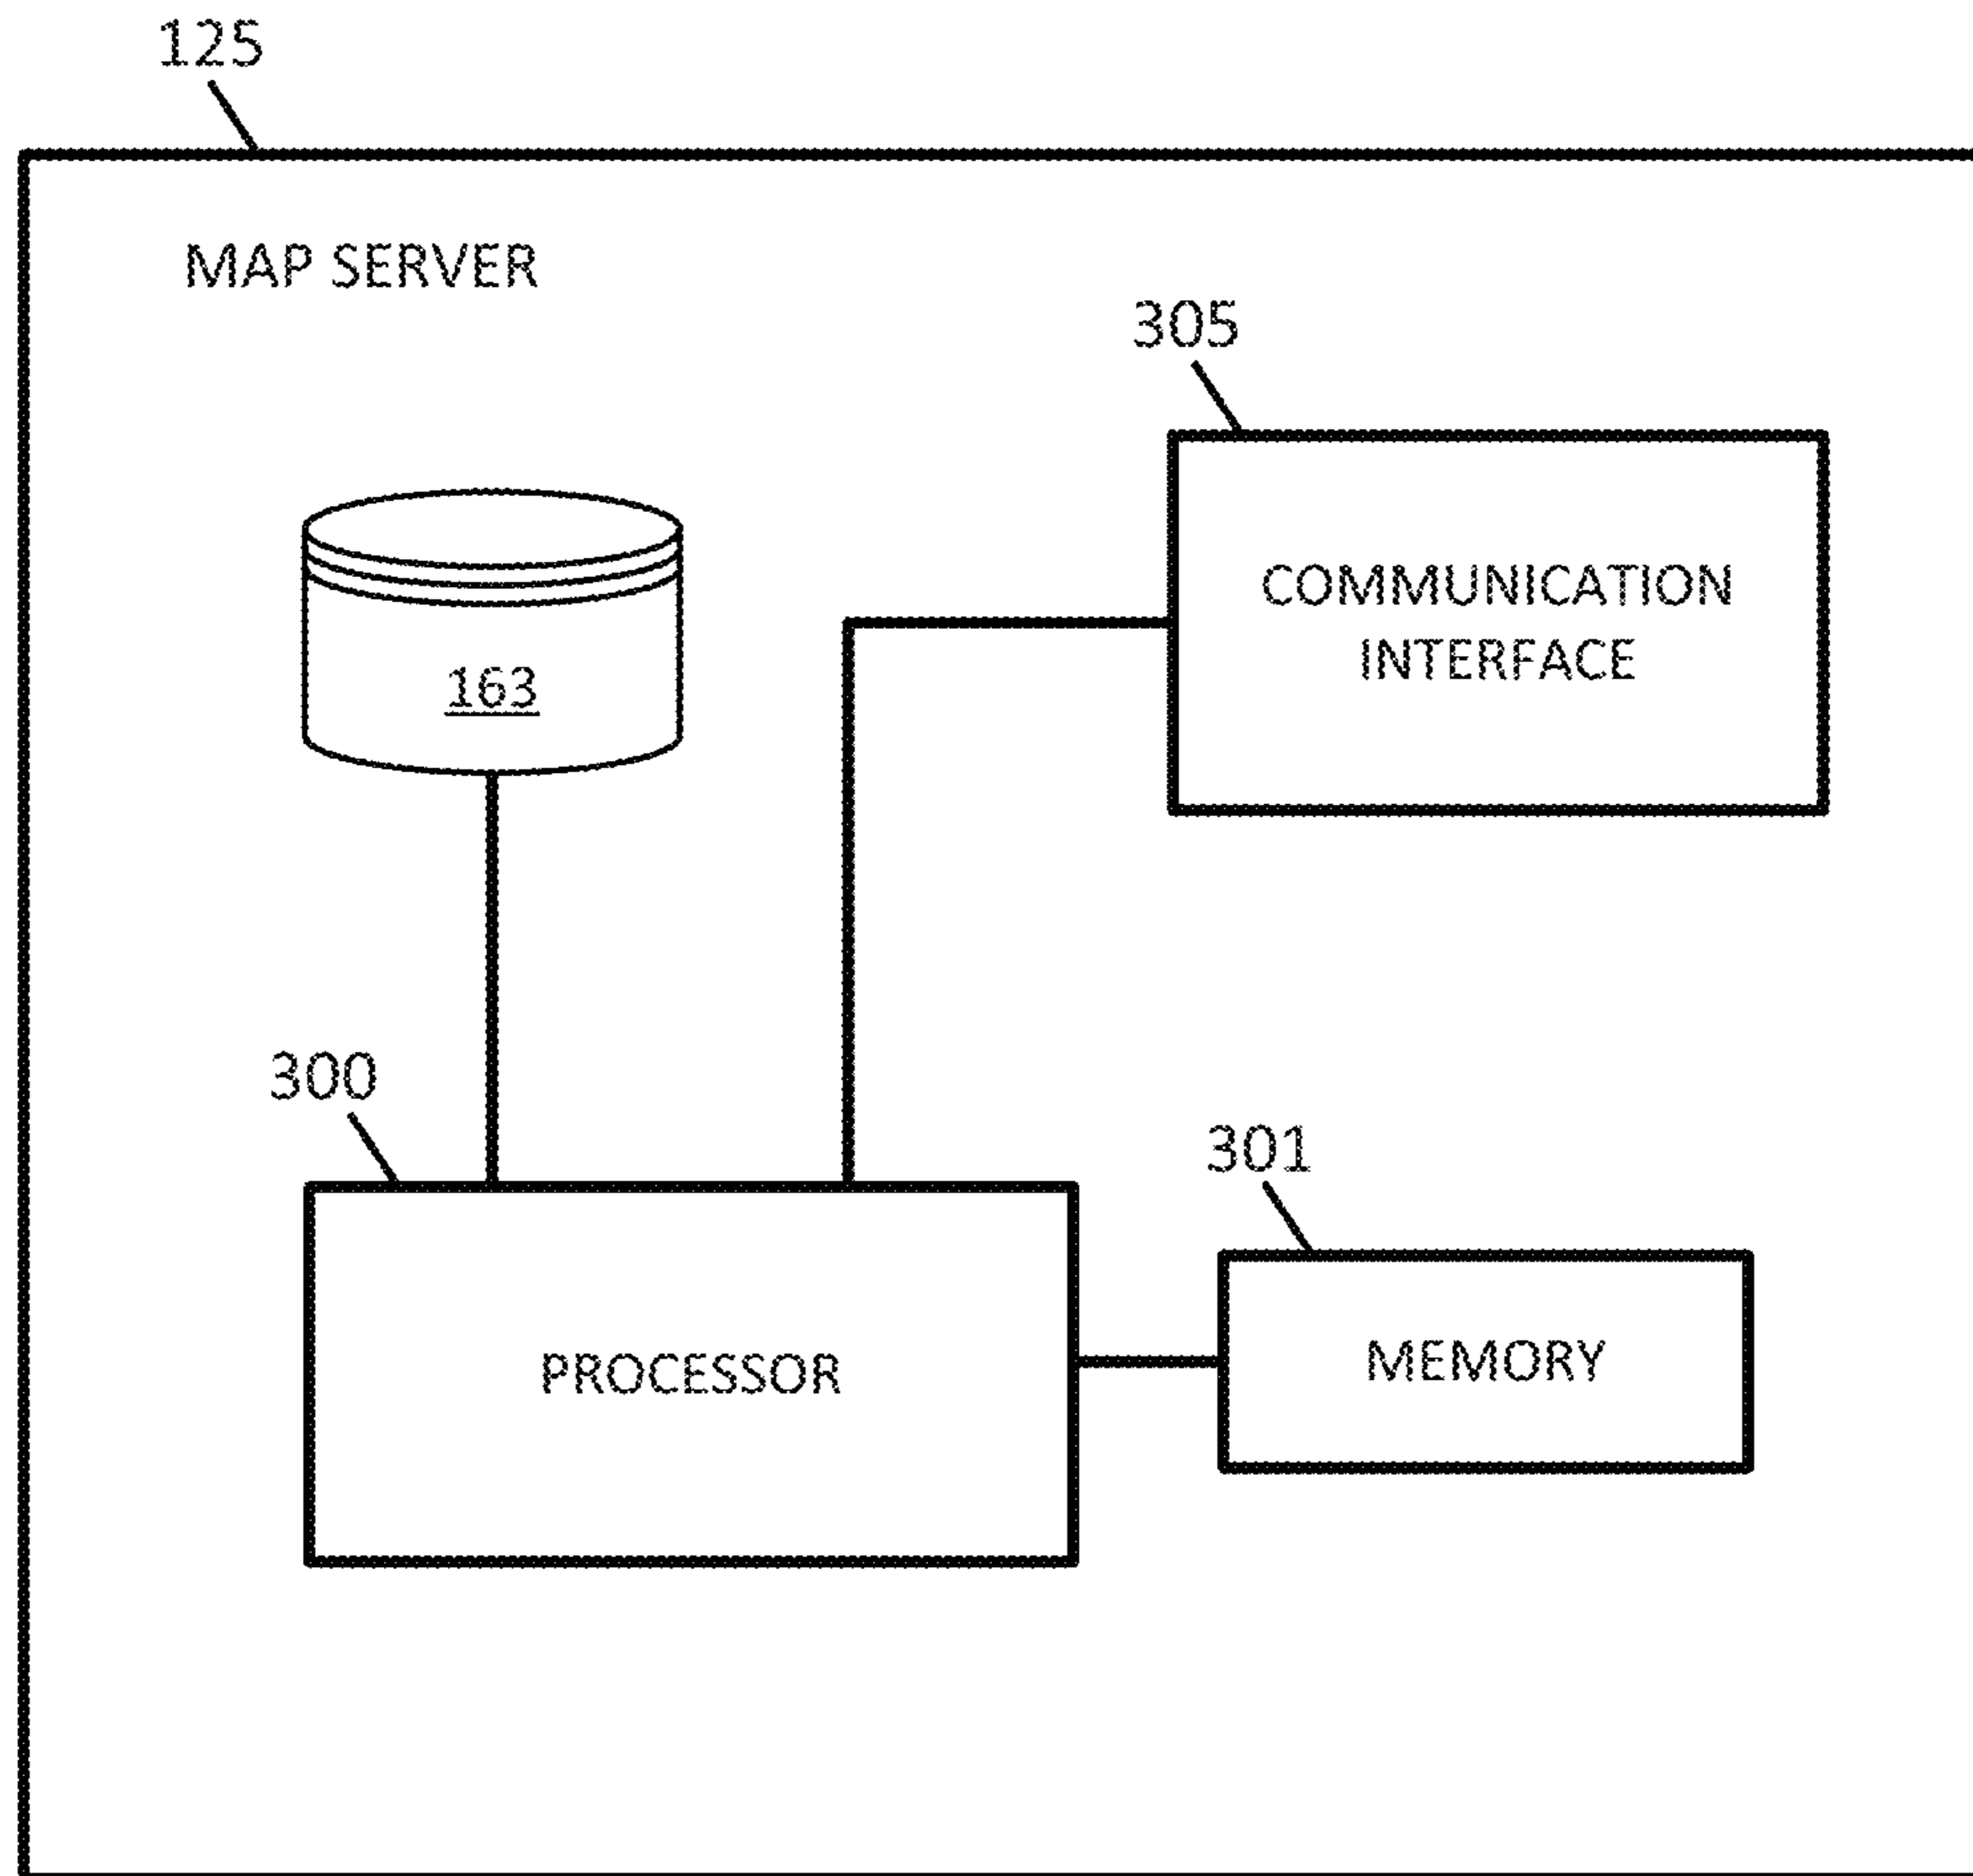 125
MAP SERVER
305
COMMUNICATION
INTERFACE
163
300
301
PROCESSOR
MEMORY